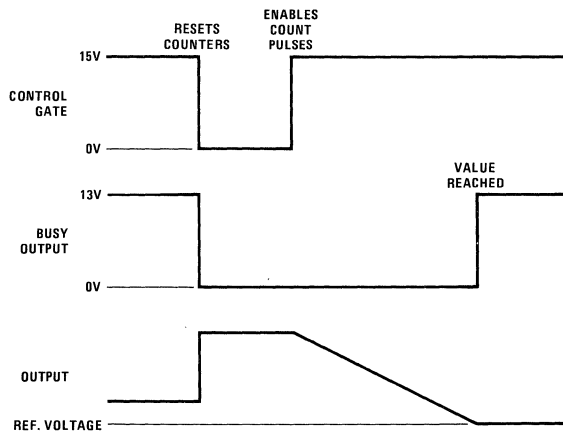 RESETS
COUNTERS
ENABLES
COUNT
PULSES
15V
CONTROL
GATE
0V
VALUE
REACHED
13V
BUSY
OUTPUT
0V
OUTPUT
REF. VOLTAGE